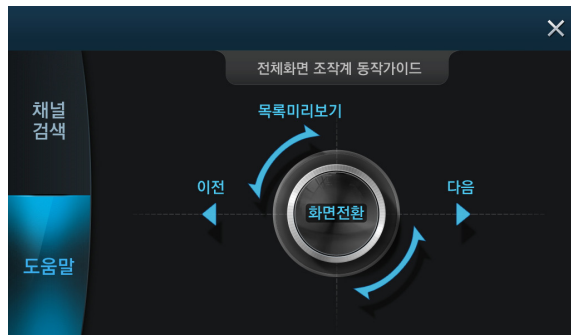 전체화면 조작계 동작가이드
채널
검색
목록미리보기
이전
다음
화면전환
도움말